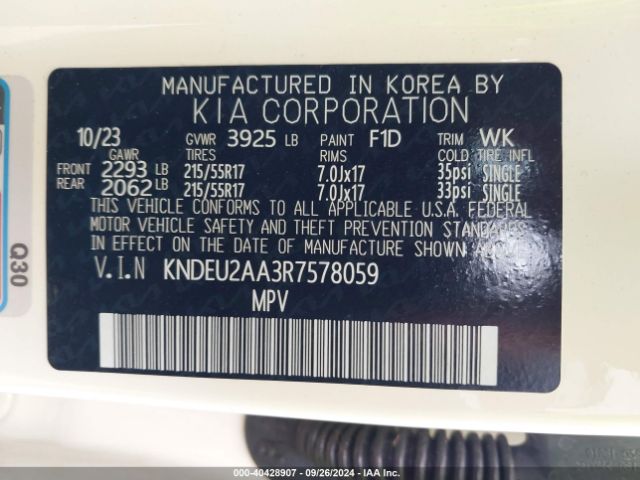 MANUFACTURED IN KOREA BY
KIA CORPORATION
10/23 GVWR 3925 LB PAINT F1D TRIM WK
GAWR TIRES RIMS COLD TIRE INFL
FRONT 2293 LB 215/55R17 7.0Jx17 35psi SINGLE
REAR 2062 LB 215/55R17 7.0Jx17 33psi SINGLE
THIS VEHICLE CONFORMS TO ALL APPLICABLE U.S.A. FEDERAL
MOTOR VEHICLE SAFETY AND THEFT PREVENTION STANDARDS
IN EFFECT ON THE DATE OF MANUFACTURE SHOWN ABOVE.
V.I.N KNDEU2AA3R7578059
MPV
Q30
000-40428907 - 09/26/2024 - IAA Inc.